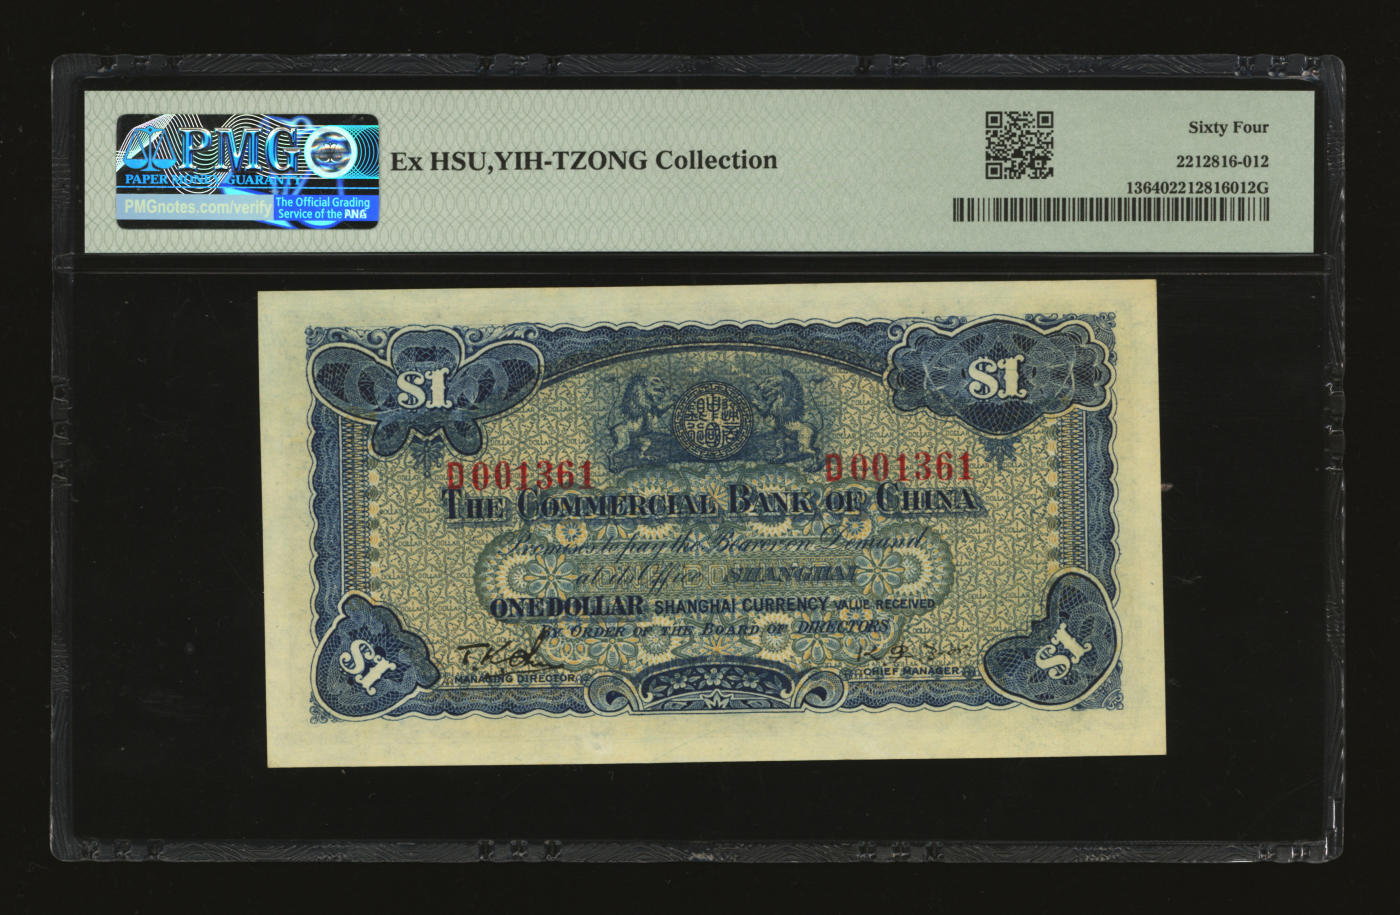 PMG
PAPER MONEY GUARANTY
PMGnotes.com/verify
The Official Grading
Service of the PNG
Ex HSU,YIH-TZONG Collection
Sixty Four
2212816-012
136402212816012G
$1
$1
D001361
D001361
THE COMMERCIAL BANK OF CHINA
Promises to pay the Bearer on Demand
at its Office SHANGHAI
ONE DOLLAR SHANGHAI CURRENCY VALUE RECEIVED
BY ORDER OF THE BOARD OF DIRECTORS
MANAGING DIRECTOR
CHIEF MANAGER
$1
$1